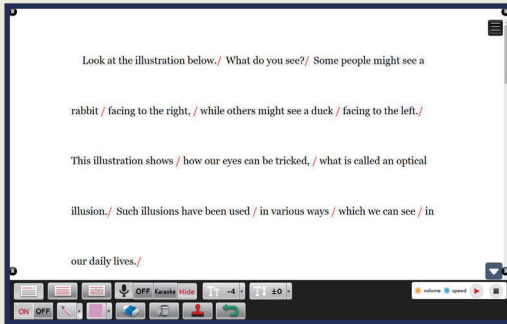 Look at the illustration below./ What do you see?/ Some people might see a
rabbit / facing to the right, / while others might see a duck / facing to the left./
This illustration shows / how our eyes can be tricked, / what is called an optical
illusion./ Such illusions have been used / in various ways / which we can see / in
our daily lives./
OFF Karaoke Hide TT -4 TT ±0 volume speed
ON OFF